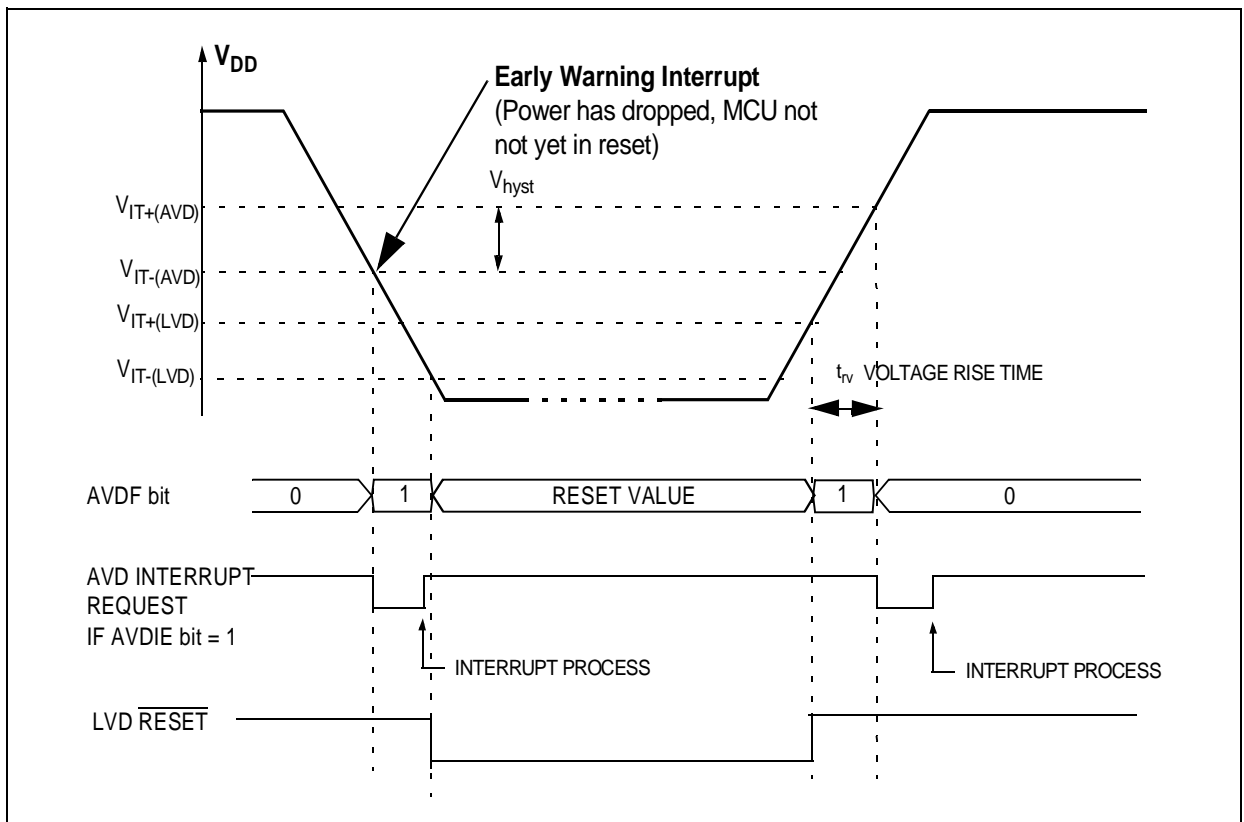 VDD
Early Warning Interrupt
(Power has dropped, MCU not
not yet in reset)
Vhyst
VIT+(AVD)
VIT-(AVD)
VIT+(LVD)
VIT-(LVD)
trv VOLTAGE RISE TIME
AVDF bit
0
1
RESET VALUE
1
0
AVD INTERRUPT
REQUEST
IF AVDIE bit = 1
INTERRUPT PROCESS
INTERRUPT PROCESS
LVD RESET